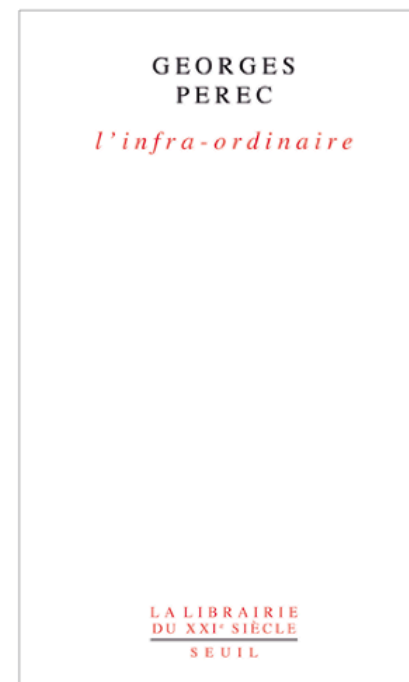 GEORGES
PEREC
l'infra-ordinaire
LA LIBRAIRIE
DU XXIe SIÈCLE
SEUIL